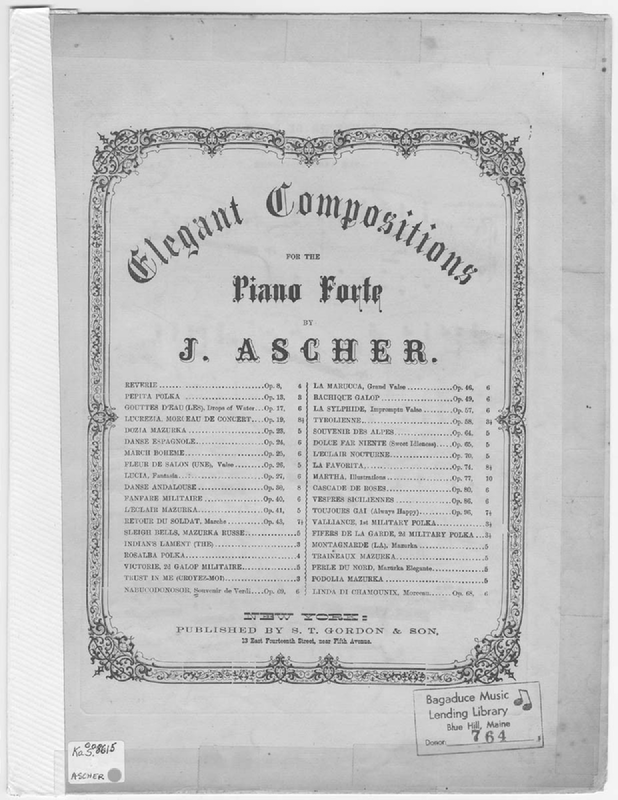 Elegant Compositions
FOR THE
Piano Forte
BY
J. ASCHER.
REVERIE Op. 8, 4
PEPITA POLKA Op. 13, 3
GOUTTES D'EAU (LES), Drops of Water Op. 17, 6
LUCREZIA, MORCEAU DE CONCERT Op. 19, 8½
DOZIA MAZURKA Op. 23, 5
DANSE ESPAGNOLE Op. 24, 6
MARCH BOHEME Op. 25, 6
FLEUR DE SALON (UNE), Valse Op. 26, 5
LUCIA, Fantasia Op. 27, 6
DANSE ANDALOUSE Op. 38, 8
FANFARE MILITAIRE Op. 40, 6
L'ECLAIR MAZURKA Op. 41, 5
RETOUR DU SOLDAT, Marche Op. 43, 7½
SLEIGH BELLS, MAZURKA RUSSE 5
INDIAN'S LAMENT (THE) 3
ROSALBA POLKA 4
VICTORIE, 2d GALOP MILITAIRE 5
TRUST IN ME (CROYEZ-MOI) 3
NABUCODONOSOR, Souvenir de Verdi Op. 69, 6
LA MARUCCA, Grand Valse Op. 46, 6
BACHIQUE GALOP Op. 49, 6
LA SYLPHIDE, Impromptu Valse Op. 57, 6
TYROLIENNE Op. 58, 3½
SOUVENIR DES ALPES Op. 64, 5
DOLCE FAR NIENTE (Sweet Idleness) Op. 65, 5
L'ECLAIR NOCTURNE Op. 70, 5
LA FAVORITA, Op. 74, 8½
MARTHA, Illustrations Op. 77, 10
CASCADE DE ROSES Op. 80, 6
VESPRES SICILIENNES Op. 86, 6
TOUJOURS GAI (Always Happy) Op. 96, 7½
VALLIANCE, 1st MILITARY POLKA 3½
FIFERS DE LA GARDE, 2d MILITARY POLKA 3½
MONTAGNARDE (LA), Mazurka 5
TRAINEAUX MAZURKA 5
PERLE DU NORD, Mazurka Elegante 5
PODOLIA MAZURKA 5
LINDA DI CHAMOUNIX, Morceau Op. 68, 6
NEW YORK:
PUBLISHED BY S. T. GORDON & SON,
13 East Fourteenth Street, near Fifth Avenue.
Bagaduce Music
Lending Library
Blue Hill, Maine
Donor: 764
ASCHER